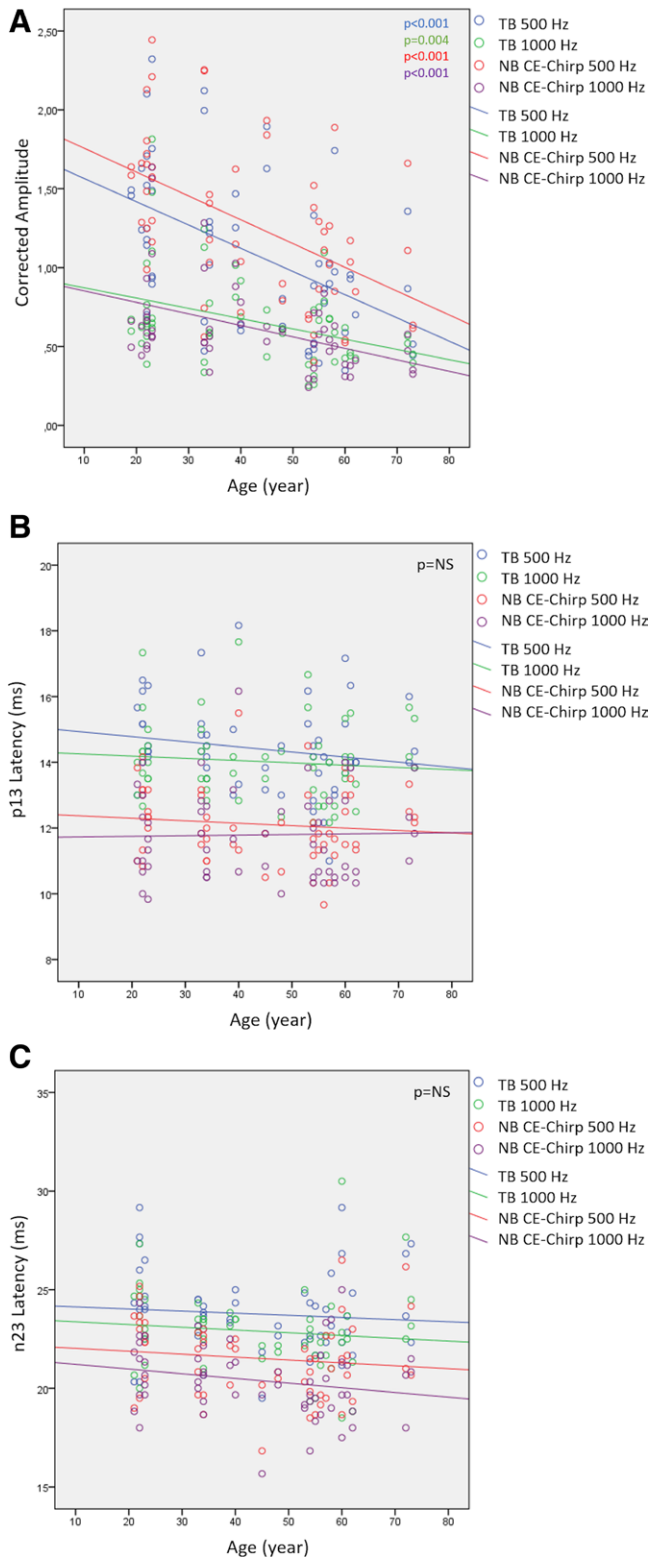 A
p<0.001
p=0.004
p<0.001
p<0.001
TB 500 Hz
TB 1000 Hz
NB CE-Chirp 500 Hz
NB CE-Chirp 1000 Hz
TB 500 Hz
TB 1000 Hz
NB CE-Chirp 500 Hz
NB CE-Chirp 1000 Hz
Corrected Amplitude
2,50
2,00
1,50
1,00
,50
,00
10 20 30 40 50 60 70 80
Age (year)
B
p=NS
TB 500 Hz
TB 1000 Hz
NB CE-Chirp 500 Hz
NB CE-Chirp 1000 Hz
TB 500 Hz
TB 1000 Hz
NB CE-Chirp 500 Hz
NB CE-Chirp 1000 Hz
p13 Latency (ms)
20
18
16
14
12
10
8
10 20 30 40 50 60 70 80
Age (year)
C
p=NS
TB 500 Hz
TB 1000 Hz
NB CE-Chirp 500 Hz
NB CE-Chirp 1000 Hz
TB 500 Hz
TB 1000 Hz
NB CE-Chirp 500 Hz
NB CE-Chirp 1000 Hz
n23 Latency (ms)
35
30
25
20
15
10 20 30 40 50 60 70 80
Age (year)